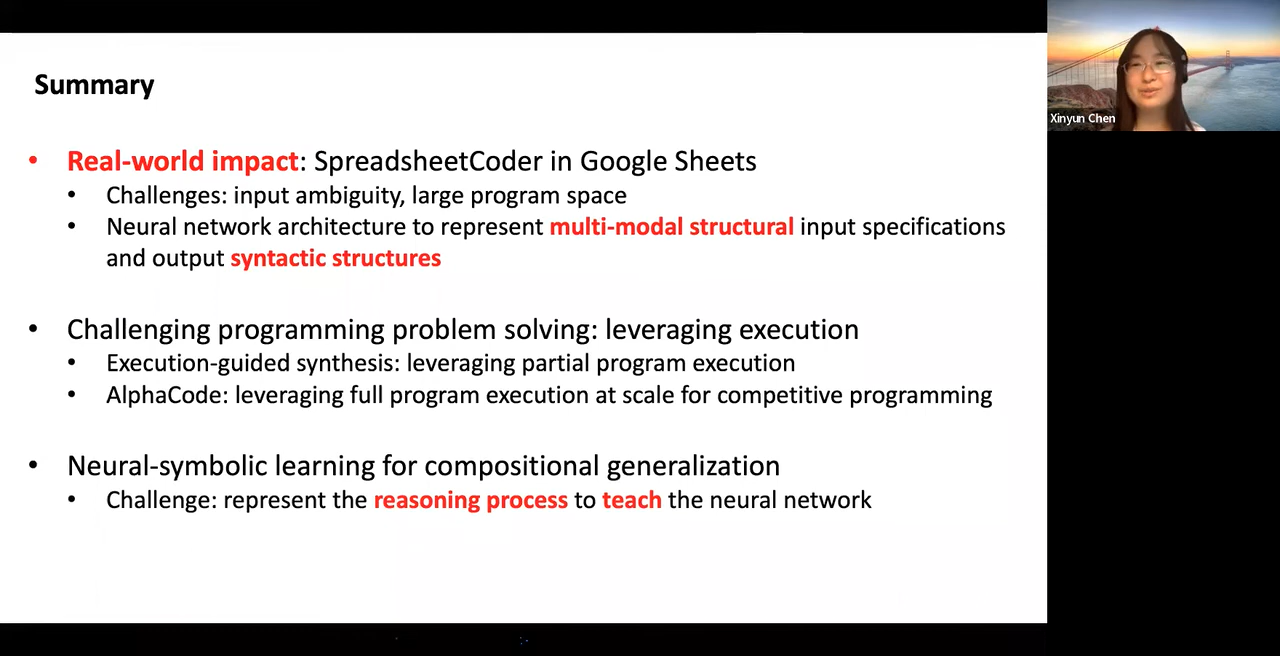 Summary
• Real-world impact: SpreadsheetCoder in Google Sheets
• Challenges: input ambiguity, large program space
• Neural network architecture to represent multi-modal structural input specifications
and output syntactic structures
• Challenging programming problem solving: leveraging execution
• Execution-guided synthesis: leveraging partial program execution
• AlphaCode: leveraging full program execution at scale for competitive programming
• Neural-symbolic learning for compositional generalization
• Challenge: represent the reasoning process to teach the neural network
Xinyun Chen